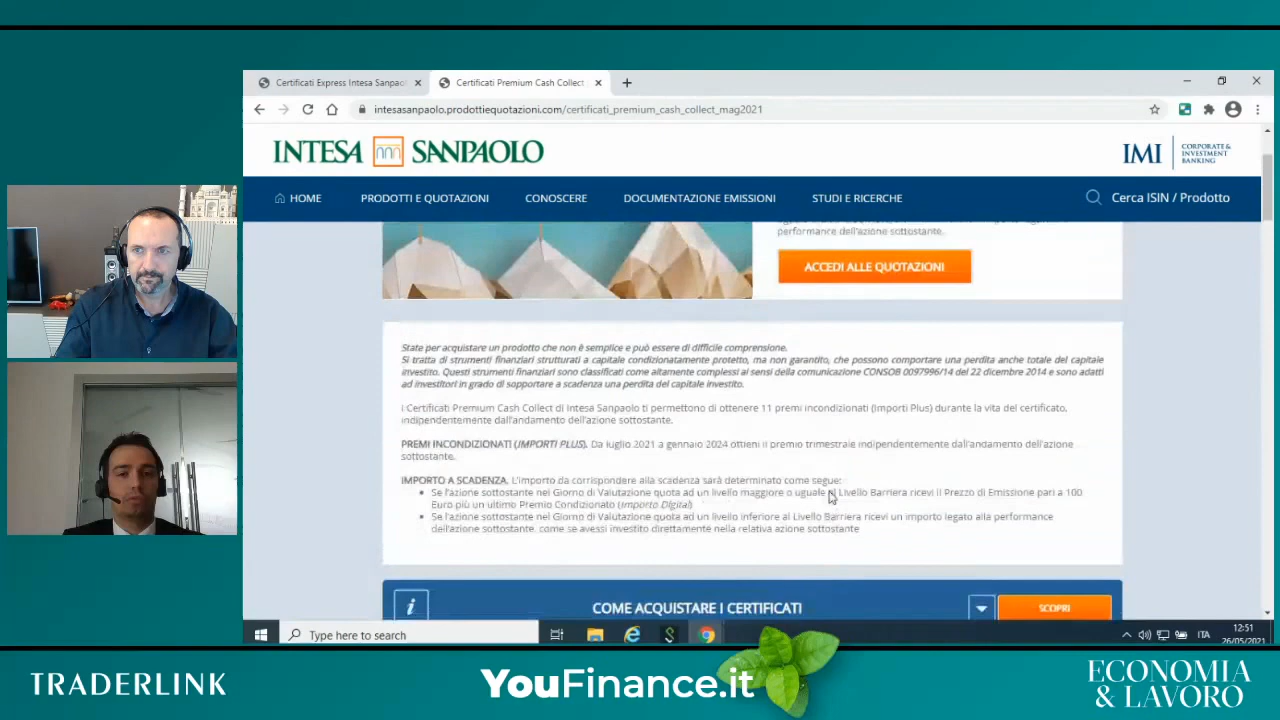 Certificati Express Intesa Sanpaol
Certificati Premium Cash Collect
intesasanpaolo.prodottiequotazioni.com/certificati_premium_cash_collect_mag2021
INTESA SANPAOLO
IMI CORPORATE & INVESTMENT BANKING
HOME PRODOTTI E QUOTAZIONI CONOSCERE DOCUMENTAZIONE EMISSIONI STUDI E RICERCHE Cerca ISIN / Prodotto
performance dell'azione sottostante.
ACCEDI ALLE QUOTAZIONI
State per acquistare un prodotto che non è semplice e può essere di difficile comprensione.
Si tratta di strumenti finanziari strutturati a capitale condizionatamente protetto, ma non garantito, che possono comportare una perdita anche totale del capitale
investito. Questi strumenti finanziari sono classificati come altamente complessi ai sensi della comunicazione CONSOB 0097996/14 del 22 dicembre 2014 e sono adatti
ad investitori in grado di sopportare a scadenza una perdita del capitale investito.
I Certificati Premium Cash Collect di Intesa Sanpaolo ti permettono di ottenere 11 premi incondizionati (Importi Plus) durante la vita del certificato,
indipendentemente dall'andamento dell'azione sottostante.
PREMI INCONDIZIONATI (IMPORTI PLUS). Da luglio 2021 a gennaio 2024 ottieni il premio trimestrale indipendentemente dall'andamento dell'azione
sottostante.
IMPORTO A SCADENZA. L'importo da corrispondere alla scadenza sarà determinato come segue:
Se l'azione sottostante nel Giorno di Valutazione quota ad un livello maggiore o uguale al Livello Barriera ricevi il Prezzo di Emissione pari a 100
Euro più un ultimo Premio Condizionato (Importo Digital)
Se l'azione sottostante nel Giorno di Valutazione quota ad un livello inferiore al Livello Barriera ricevi un importo legato alla performance
dell'azione sottostante, come se avessi investito direttamente nella relativa azione sottostante
i COME ACQUISTARE I CERTIFICATI SCOPRI
Type here to search
ITA
12:51
26/05/2021
TRADERLINK
YouFinance.it
ECONOMIA
& LAVORO